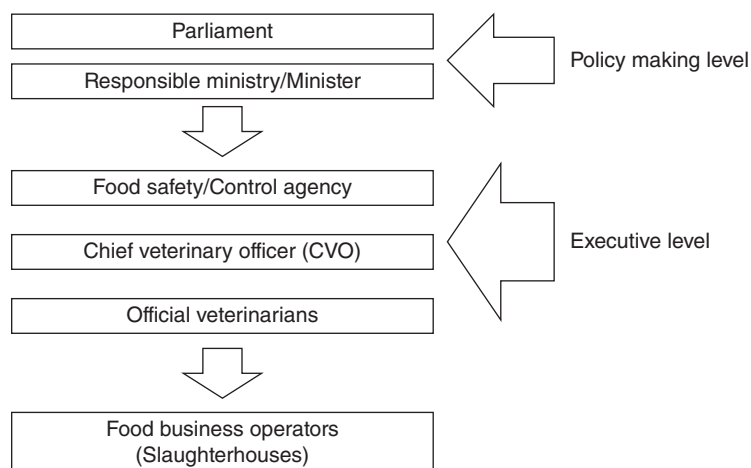 Parliament
Policy making level
Responsible ministry/Minister
Food safety/Control agency
Chief veterinary officer (CVO)
Executive level
Official veterinarians
Food business operators
(Slaughterhouses)